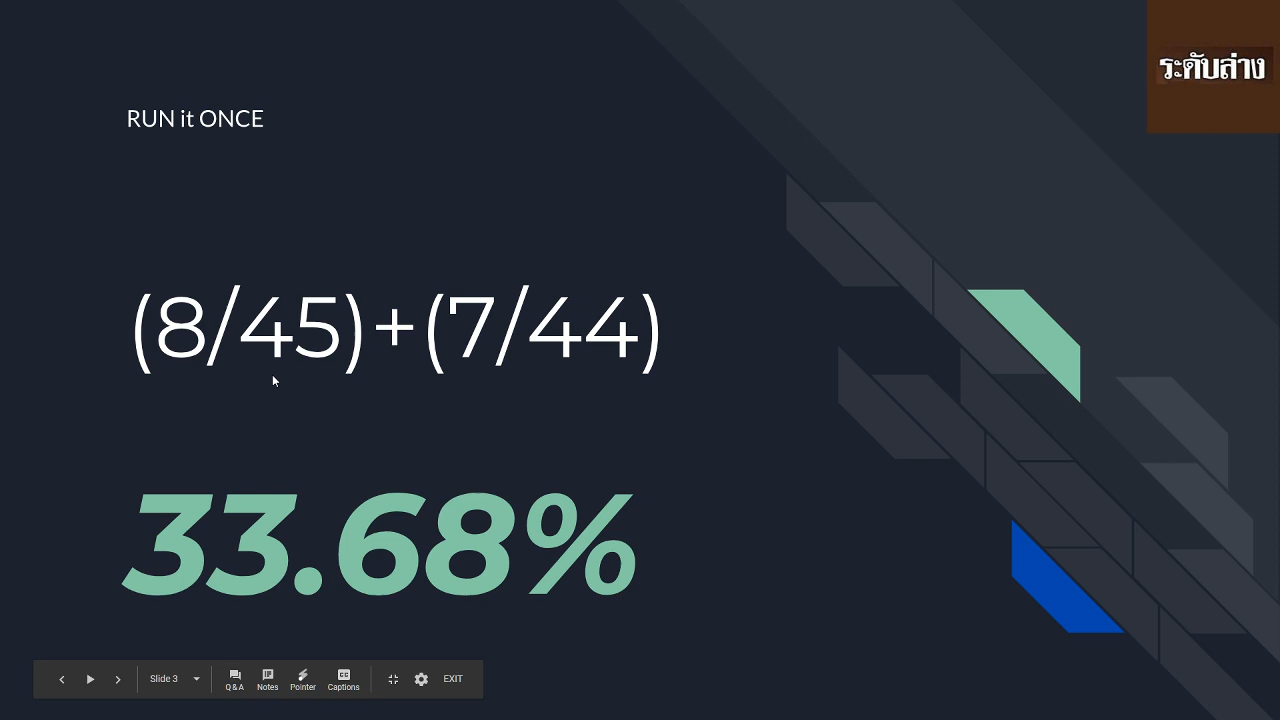 ระดับล่าง
RUN it ONCE
(8/45)+(7/44)
33.68%
Slide 3
Q&A
Notes
Pointer
Captions
EXIT